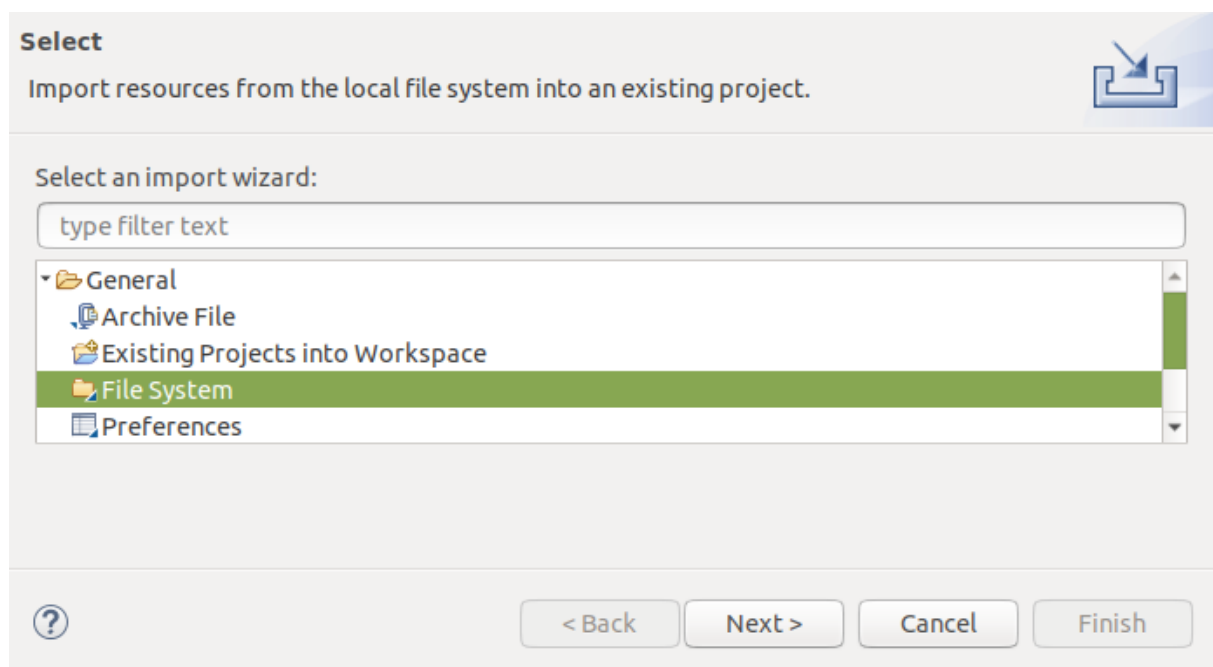 Select
Import resources from the local file system into an existing project.
Select an import wizard:
type filter text
General
Archive File
Existing Projects into Workspace
File System
Preferences
?
< Back Next > Cancel Finish